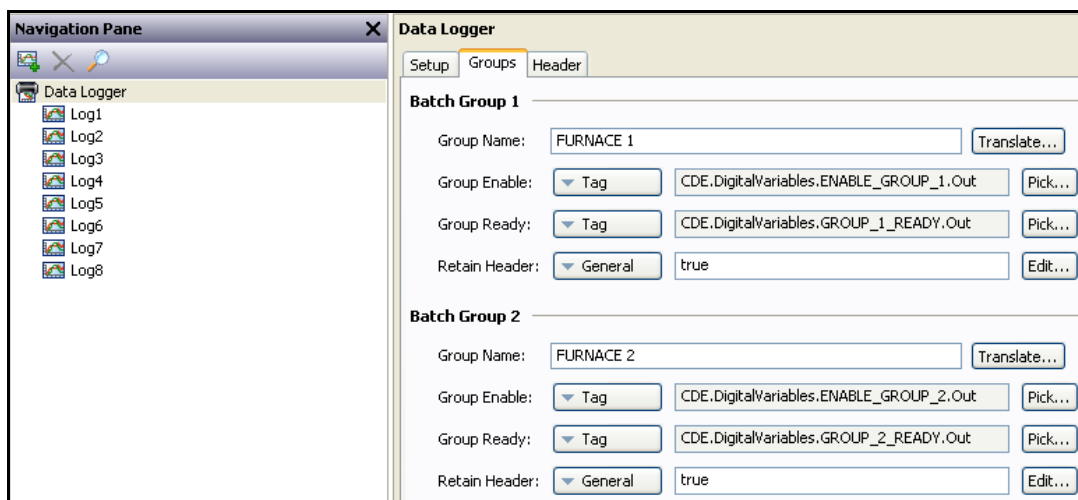 Navigation Pane
Data Logger
Log1
Log2
Log3
Log4
Log5
Log6
Log7
Log8
Data Logger
Setup Groups Header
Batch Group 1
Group Name: FURNACE 1 Translate...
Group Enable: Tag CDE.DigitalVariables.ENABLE_GROUP_1.Out Pick...
Group Ready: Tag CDE.DigitalVariables.GROUP_1_READY.Out Pick...
Retain Header: General true Edit...
Batch Group 2
Group Name: FURNACE 2 Translate...
Group Enable: Tag CDE.DigitalVariables.ENABLE_GROUP_2.Out Pick...
Group Ready: Tag CDE.DigitalVariables.GROUP_2_READY.Out Pick...
Retain Header: General true Edit...